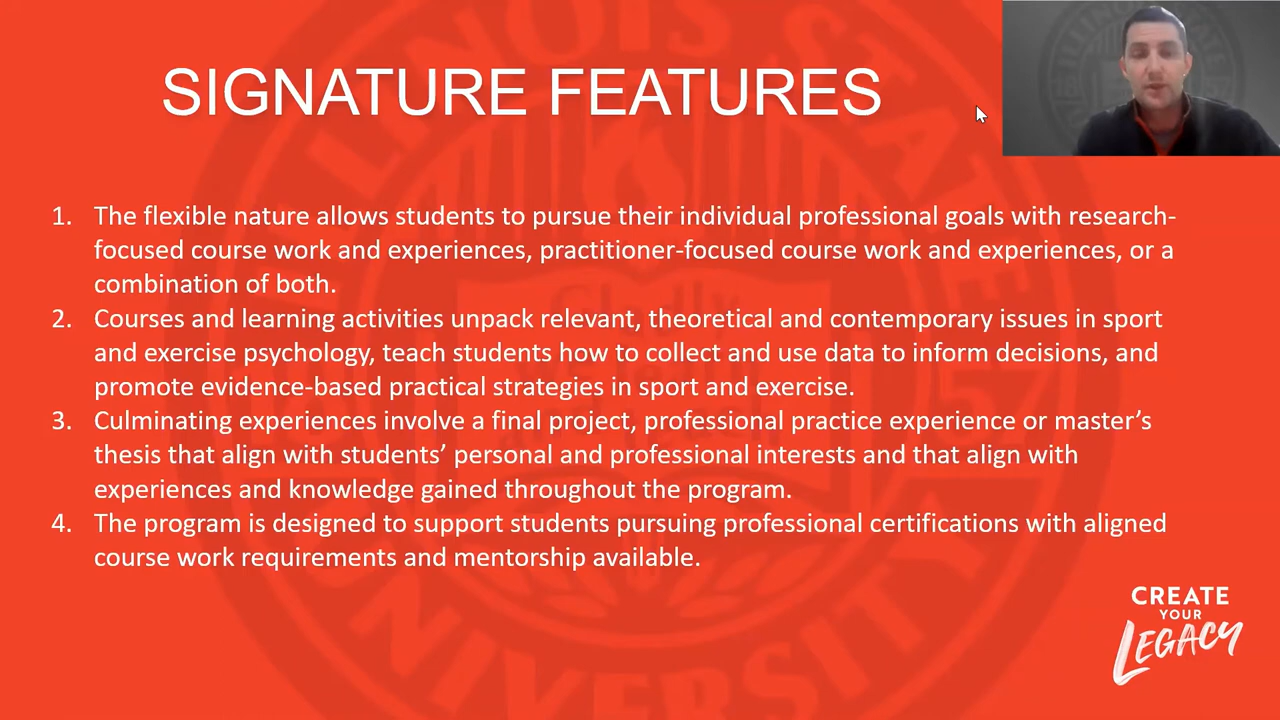 SIGNATURE FEATURES
1. The flexible nature allows students to pursue their individual professional goals with research-
focused course work and experiences, practitioner-focused course work and experiences, or a
combination of both.
2. Courses and learning activities unpack relevant, theoretical and contemporary issues in sport
and exercise psychology, teach students how to collect and use data to inform decisions, and
promote evidence-based practical strategies in sport and exercise.
3. Culminating experiences involve a final project, professional practice experience or master’s
thesis that align with students’ personal and professional interests and that align with
experiences and knowledge gained throughout the program.
4. The program is designed to support students pursuing professional certifications with aligned
course work requirements and mentorship available.
CREATE
YOUR
LEGACY
ILLINOIS STATE
UNIVERSITY
Gladly